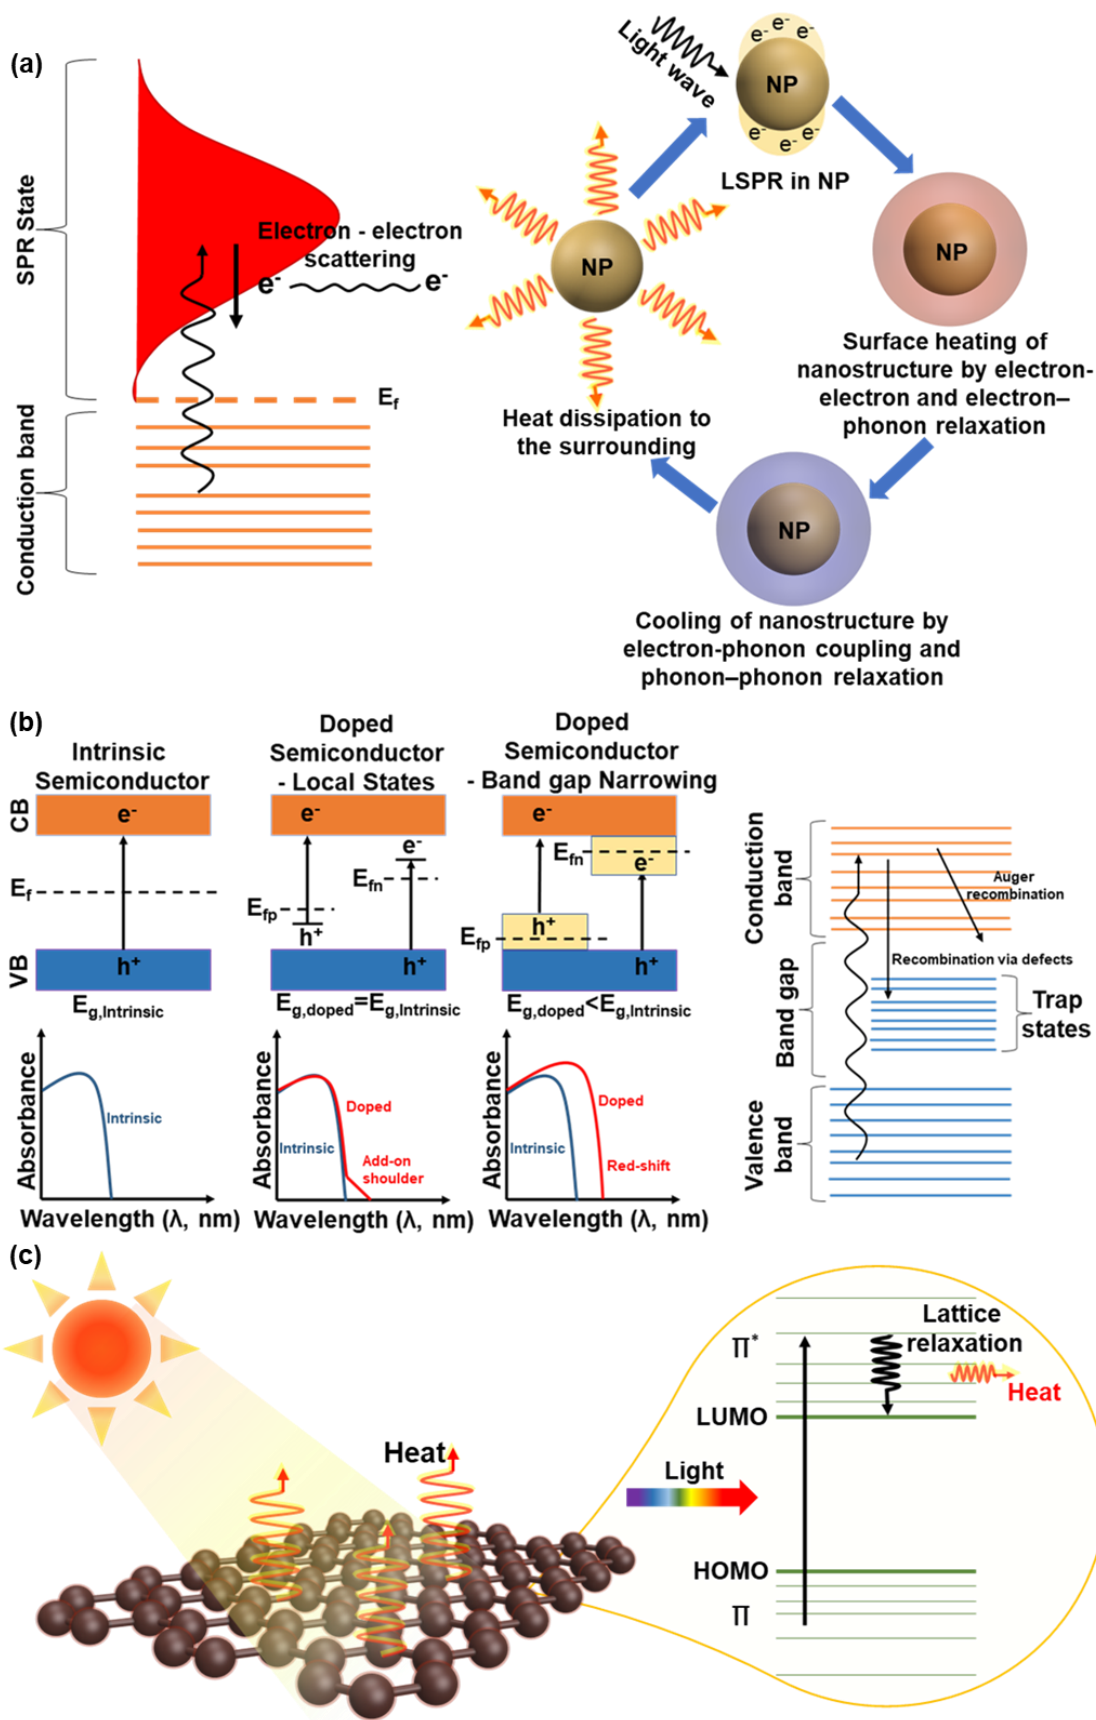 (a)
SPR State
Conduction band
Electron - electron
scattering
e- e-
Ef
Light wave
e- e- e-
NP
e- e- e-
LSPR in NP
NP
Surface heating of
nanostructure by electron-
electron and electron–
phonon relaxation
NP
Cooling of nanostructure by
electron-phonon coupling and
phonon–phonon relaxation
NP
Heat dissipation to
the surrounding
(b)
Intrinsic
Semiconductor
CB
e-
Ef
VB
h+
Eg,Intrinsic
Doped
Semiconductor
- Local States
e-
e-
Efn
Efp
h+
h+
Eg,doped=Eg,Intrinsic
Doped
Semiconductor
- Band gap Narrowing
e-
Efn
e-
h+
Efp
h+
Eg,doped<Eg,Intrinsic
Absorbance
Intrinsic
Wavelength (λ, nm)
Absorbance
Doped
Intrinsic
Add-on
shoulder
Wavelength (λ, nm)
Absorbance
Doped
Intrinsic
Red-shift
Wavelength (λ, nm)
Conduction
band
Auger
recombination
Recombination via defects
Band gap
Trap
states
Valence
band
(c)
Heat
Light
Lattice
relaxation
Π*
Heat
LUMO
HOMO
Π